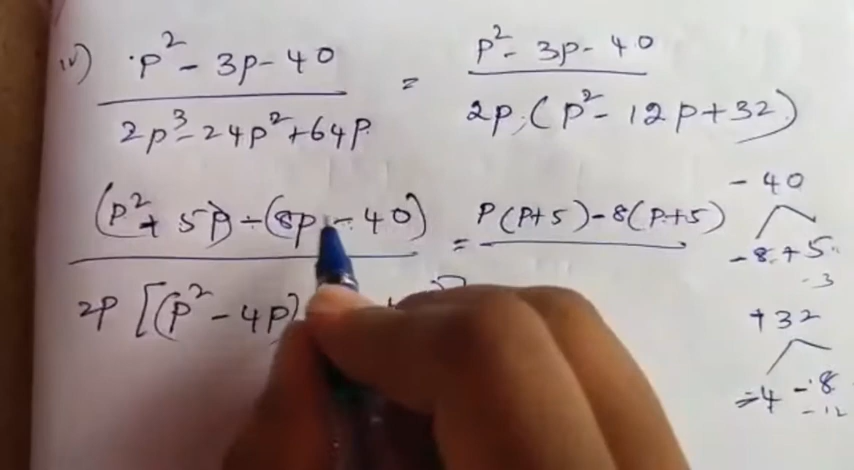 iv) p² - 3p - 40 / 2p³ - 24p² + 64p = p² - 3p - 40 / 2p (p² - 12p + 32)
(p² + 5p) - (8p - 40) / 2p [(p² - 4p) = p(p+5) - 8(p+5)
- 40
- 8 + 5
- 3
+ 32
- 4 - 8
- 12